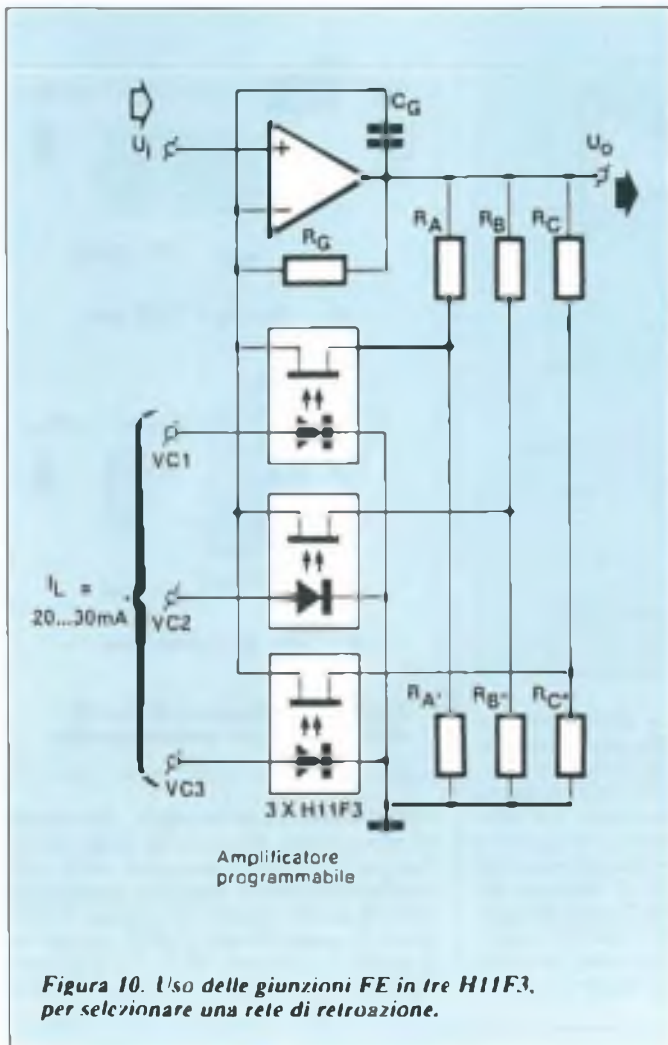 C_G
U_I
U_O
+
−
R_G
R_A R_B R_C
VC1
I_L =
20...30mA
VC2
R_A' R_B" R_C"
VC3
3 X H11F3
Amplificatore
programmabile
Figura 10. Uso delle giunzioni FE in tre H11F3,
per selezionare una rete di retroazione.